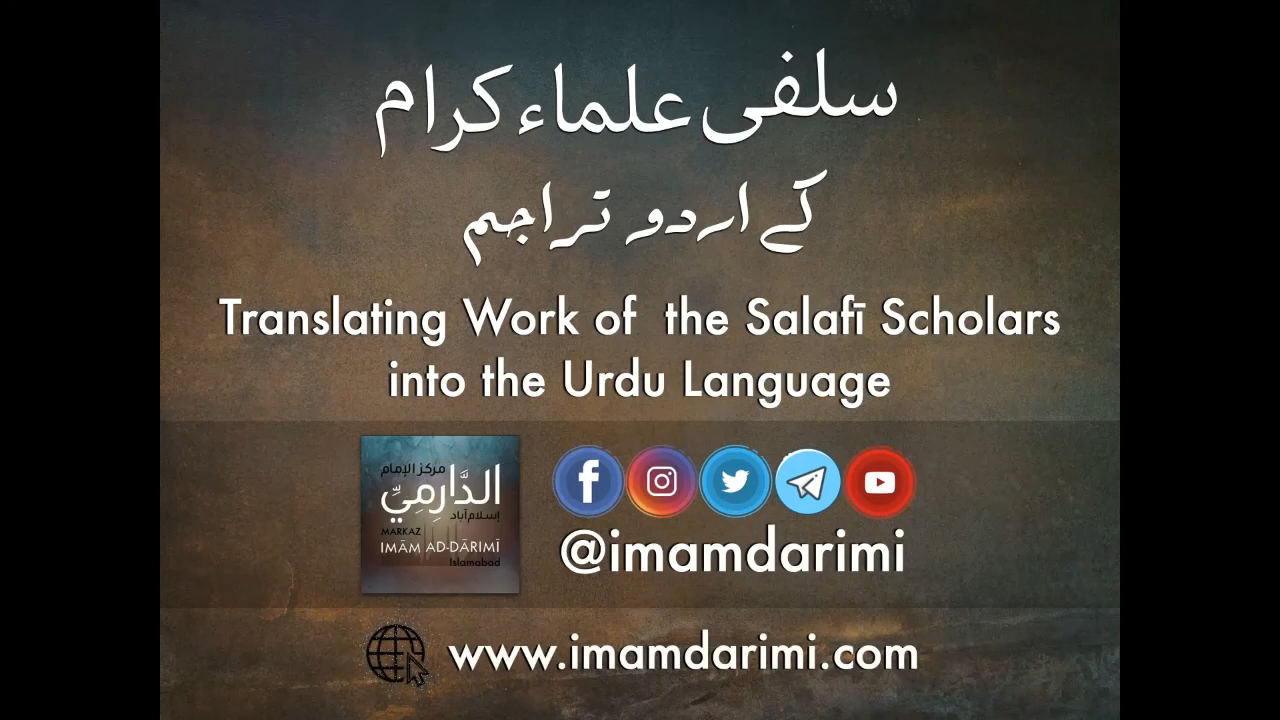 سلفی علماء کرام
کے اردو تراجم
Translating Work of the Salafī Scholars
into the Urdu Language
مركز الإمام
الدَّارِمِيِّ
إسلام آباد
MARKAZ
IMĀM AD-DĀRIMĪ
Islamabad
@imamdarimi
www.imamdarimi.com